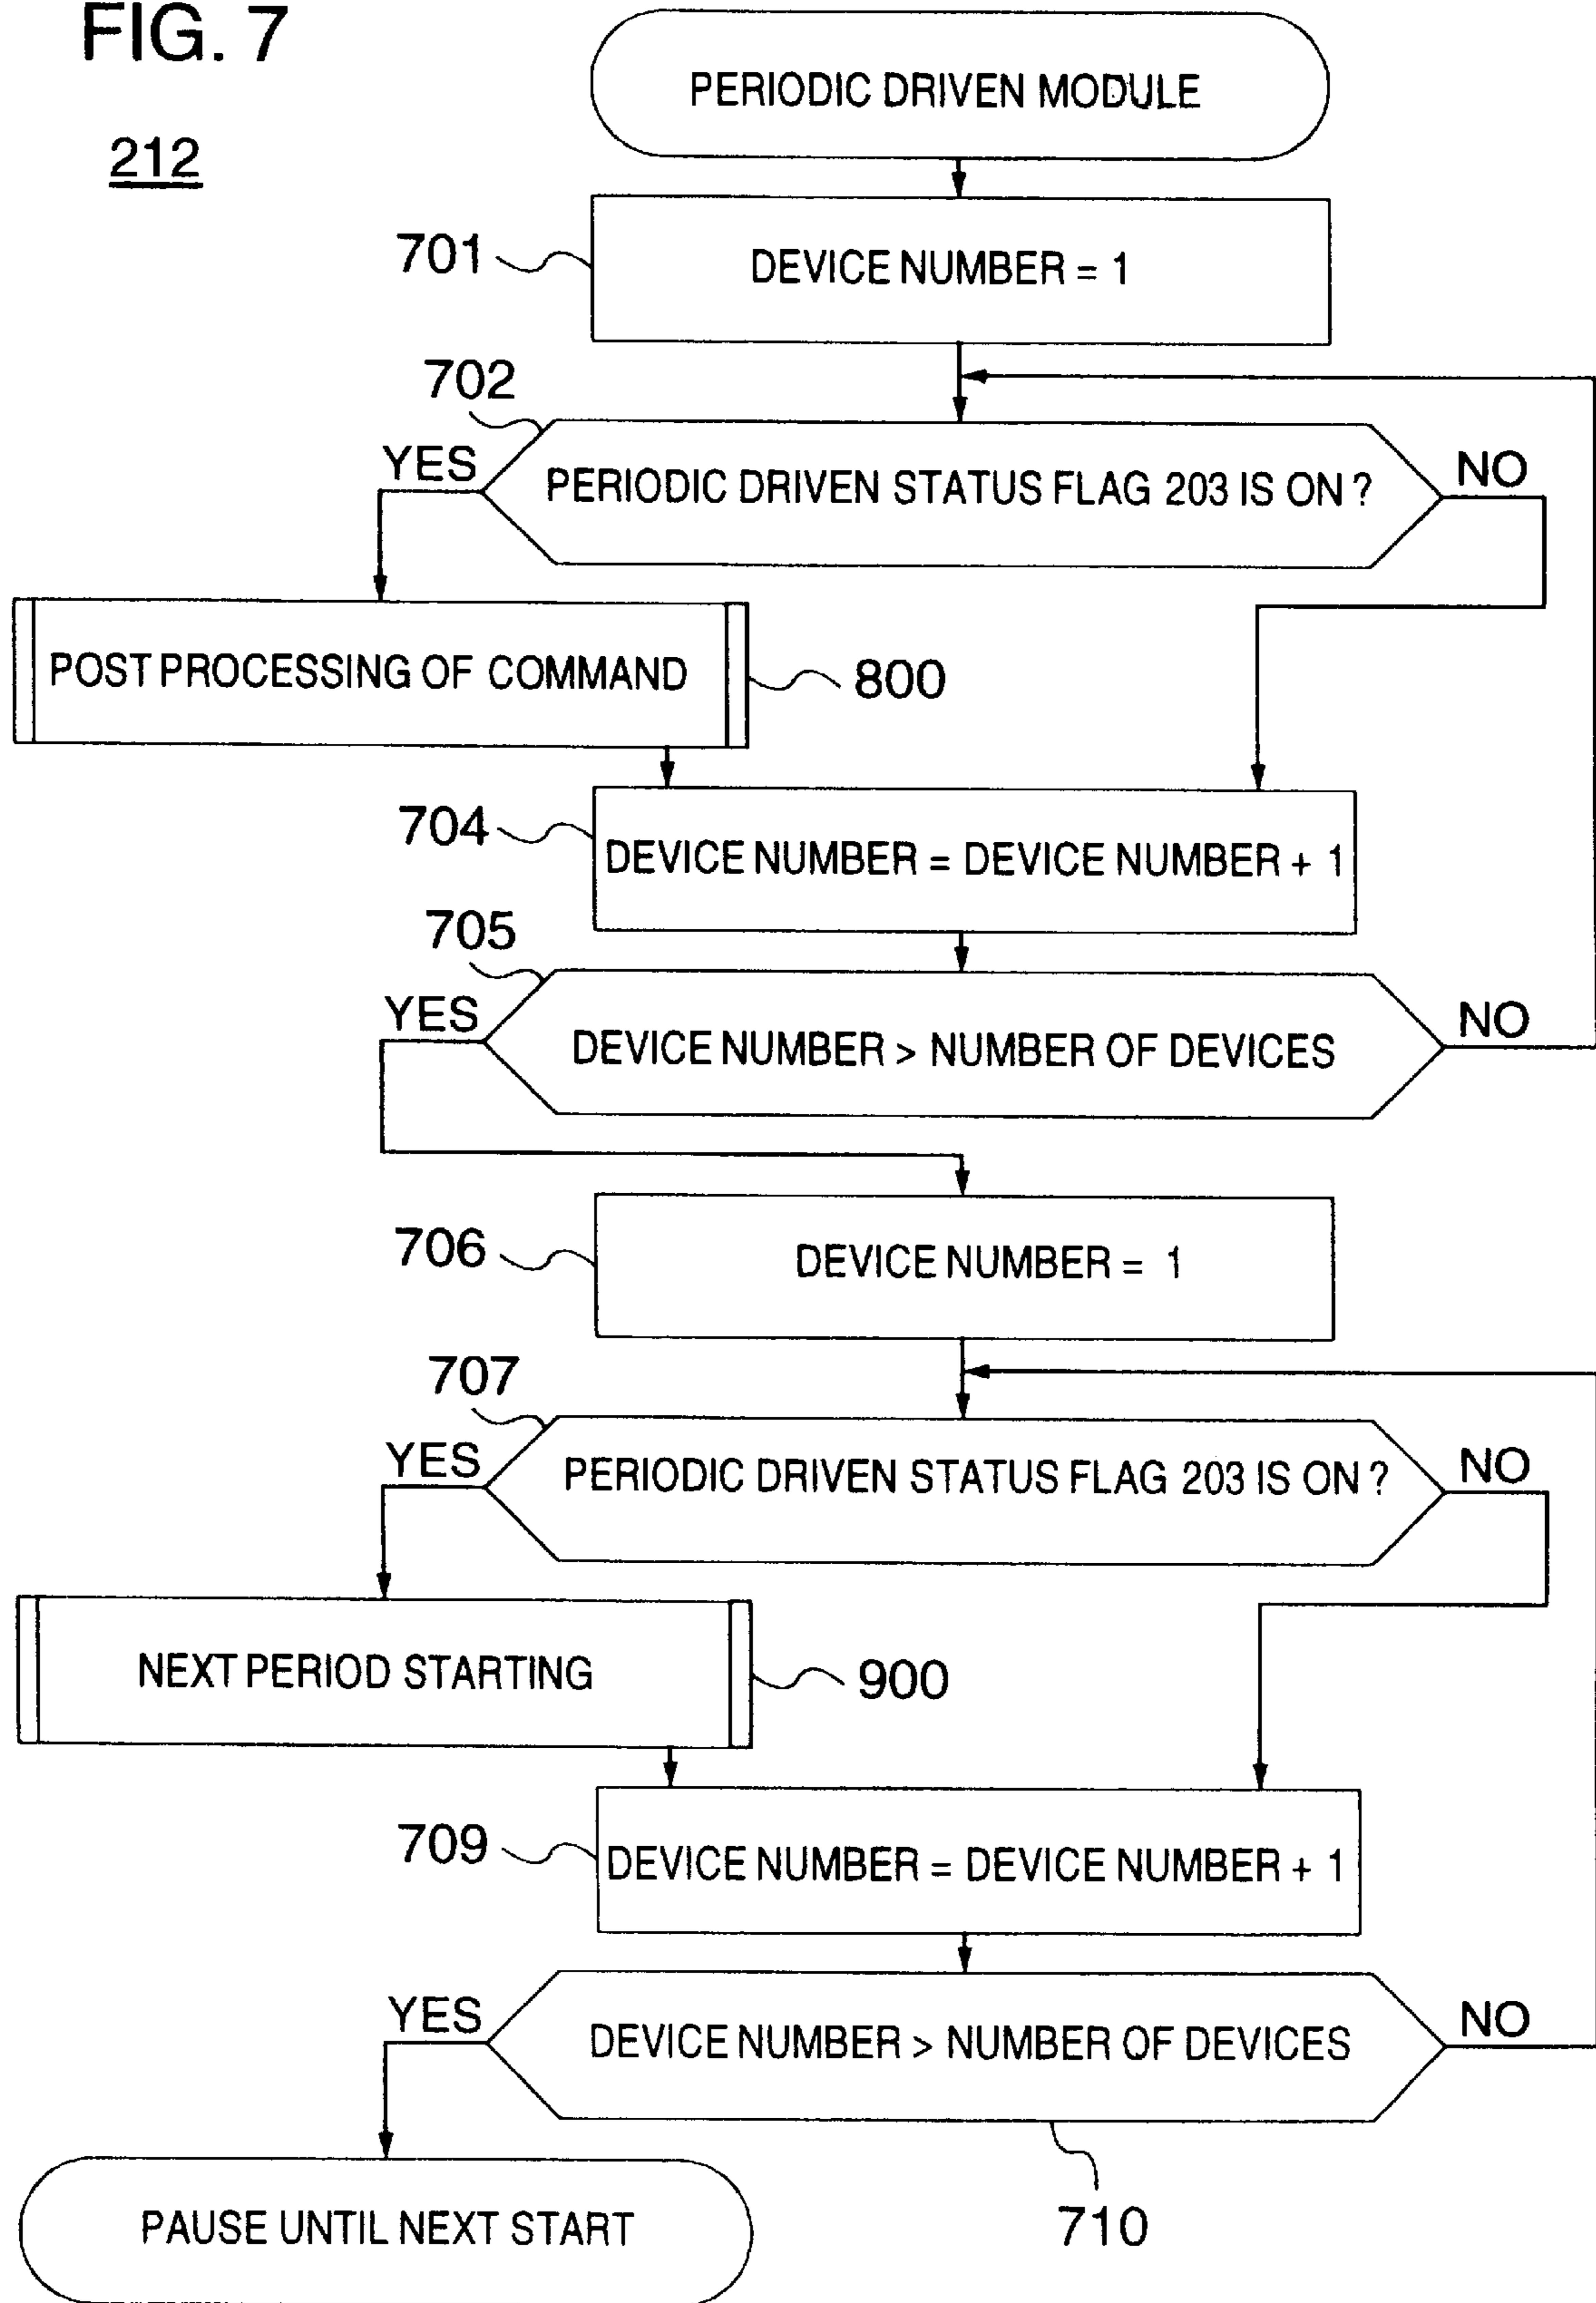 FIG. 7
212
PERIODIC DRIVEN MODULE
701
DEVICE NUMBER = 1
702
YES
PERIODIC DRIVEN STATUS FLAG 203 IS ON ?
NO
POST PROCESSING OF COMMAND
800
704
DEVICE NUMBER = DEVICE NUMBER + 1
705
YES
DEVICE NUMBER > NUMBER OF DEVICES
NO
706
DEVICE NUMBER = 1
707
YES
PERIODIC DRIVEN STATUS FLAG 203 IS ON ?
NO
NEXT PERIOD STARTING
900
709
DEVICE NUMBER = DEVICE NUMBER + 1
YES
DEVICE NUMBER > NUMBER OF DEVICES
NO
710
PAUSE UNTIL NEXT START